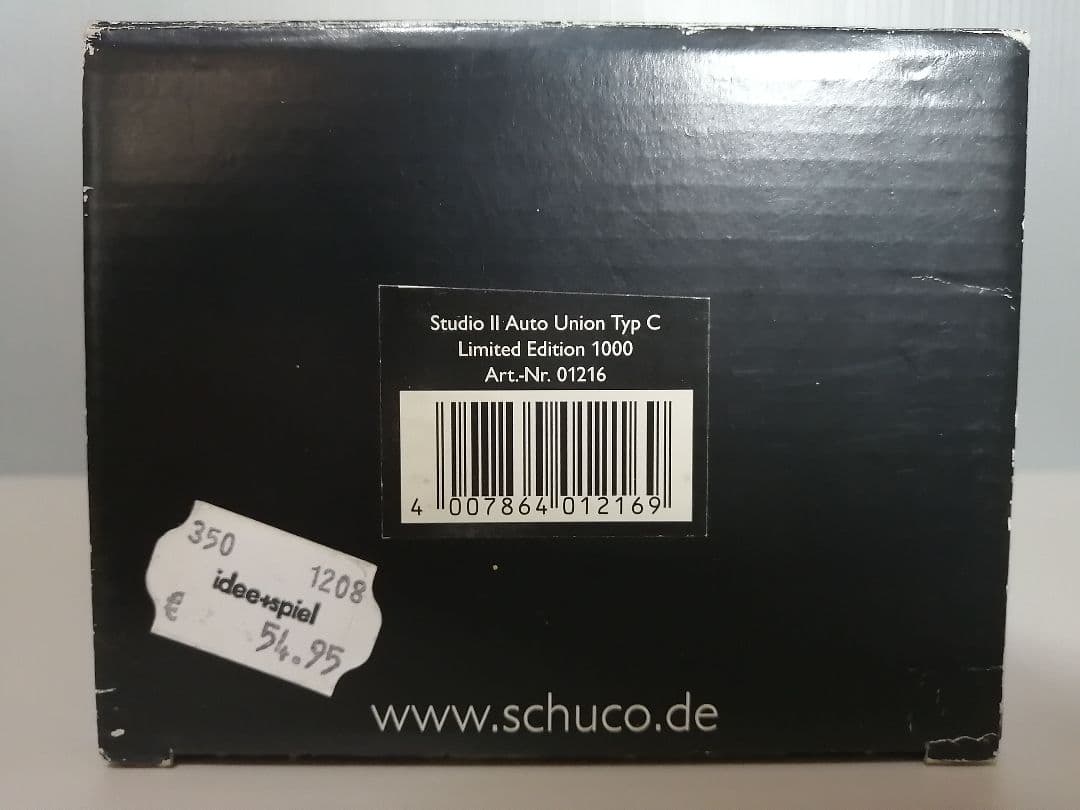 Studio II Auto Union Typ C
Limited Edition 1000
Art.-Nr. 01216
4 007864 012169
350
1208
idee+spiel
€ 54.95
www.schuco.de